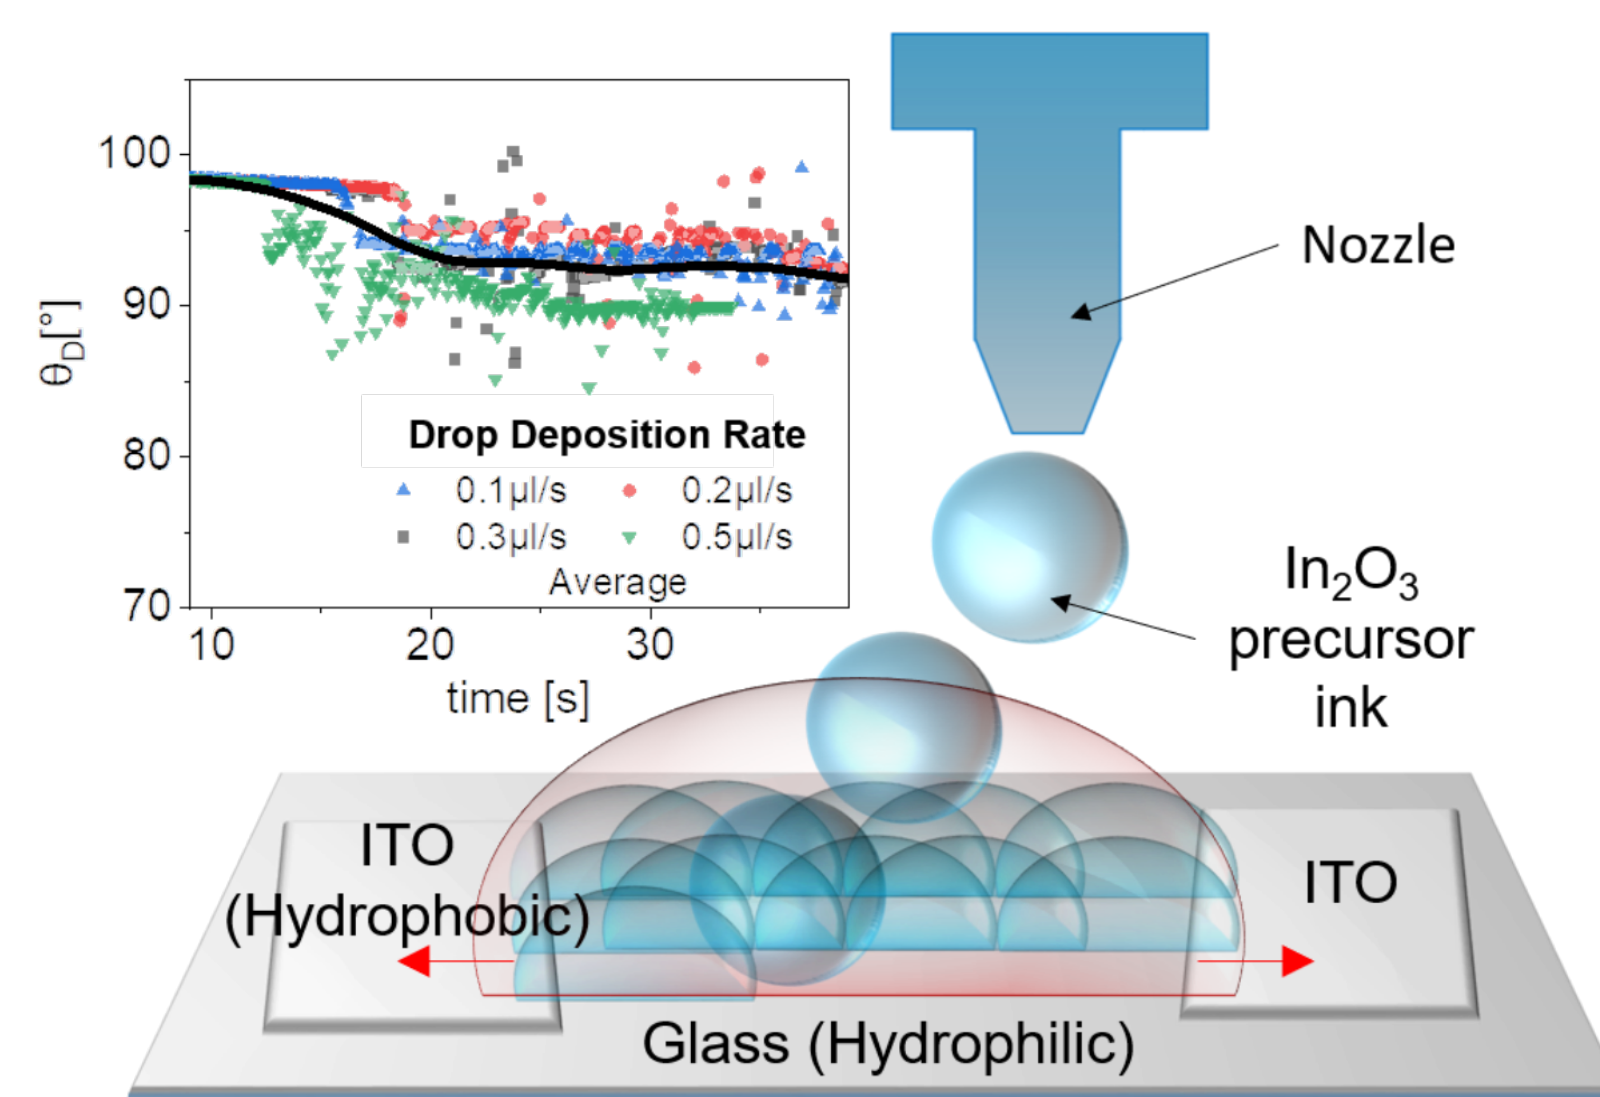 100
90
80
70
θD[°]
10
20
30
time [s]
Drop Deposition Rate
0.1µl/s
0.2µl/s
0.3µl/s
0.5µl/s
Average
Nozzle
In₂O₃
precursor
ink
ITO
(Hydrophobic)
ITO
Glass (Hydrophilic)